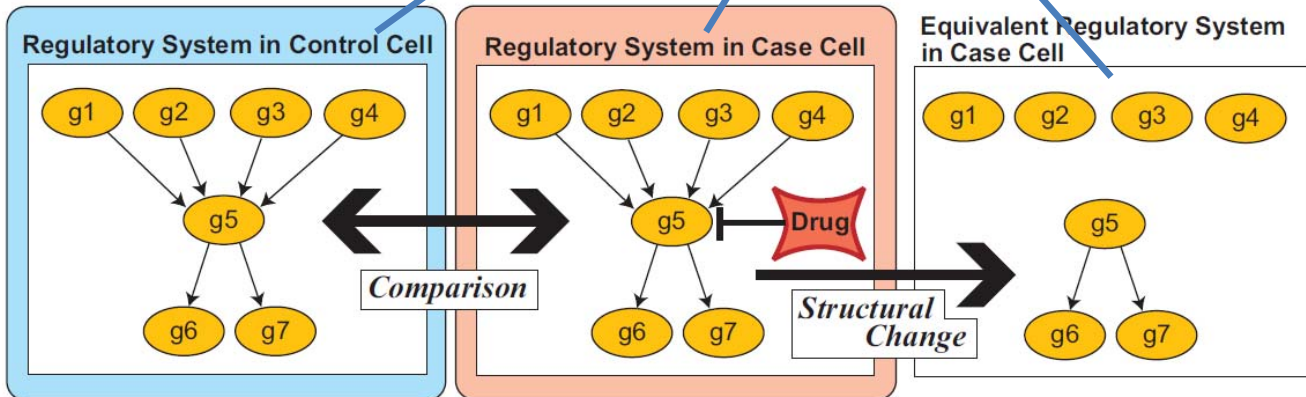 Regulatory System in Control Cell
g1 g2 g3 g4
g5
g6 g7
Comparison
Regulatory System in Case Cell
g1 g2 g3 g4
g5
Drug
g6 g7
Structural
Change
Equivalent Regulatory System
in Case Cell
g1 g2 g3 g4
g5
g6 g7